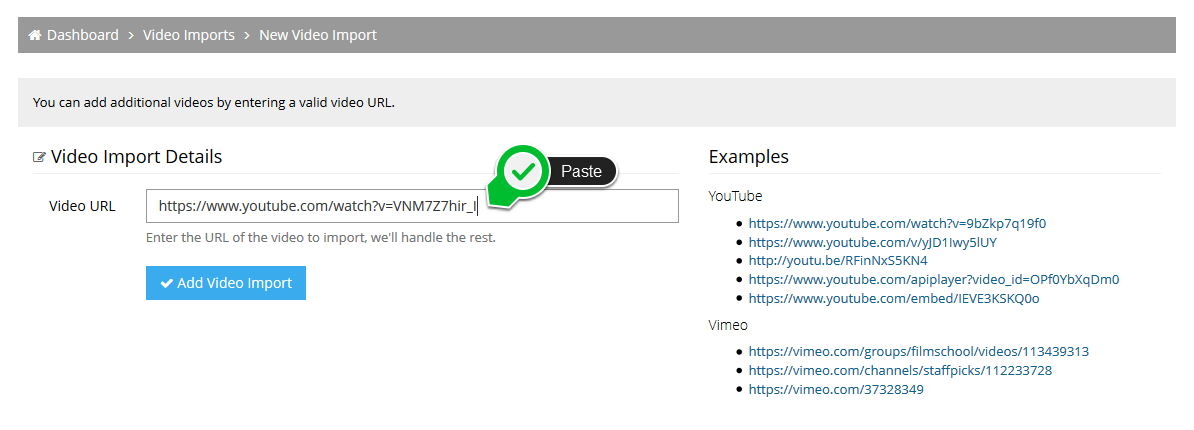 Dashboard > Video Imports > New Video Import
You can add additional videos by entering a valid video URL.
Video Import Details
Paste
Video URL
https://www.youtube.com/watch?v=VNM7Z7hir_I
Enter the URL of the video to import, we'll handle the rest.
Add Video Import
Examples
YouTube
https://www.youtube.com/watch?v=9bZkp7q19f0
https://www.youtube.com/v/yJD1Iwy5lUY
http://youtu.be/RFinNxS5KN4
https://www.youtube.com/apiplayer?video_id=OPf0YbXqDm0
https://www.youtube.com/embed/IEVE3KSKQ0o
Vimeo
https://vimeo.com/groups/filmschool/videos/113439313
https://vimeo.com/channels/staffpicks/112233728
https://vimeo.com/37328349